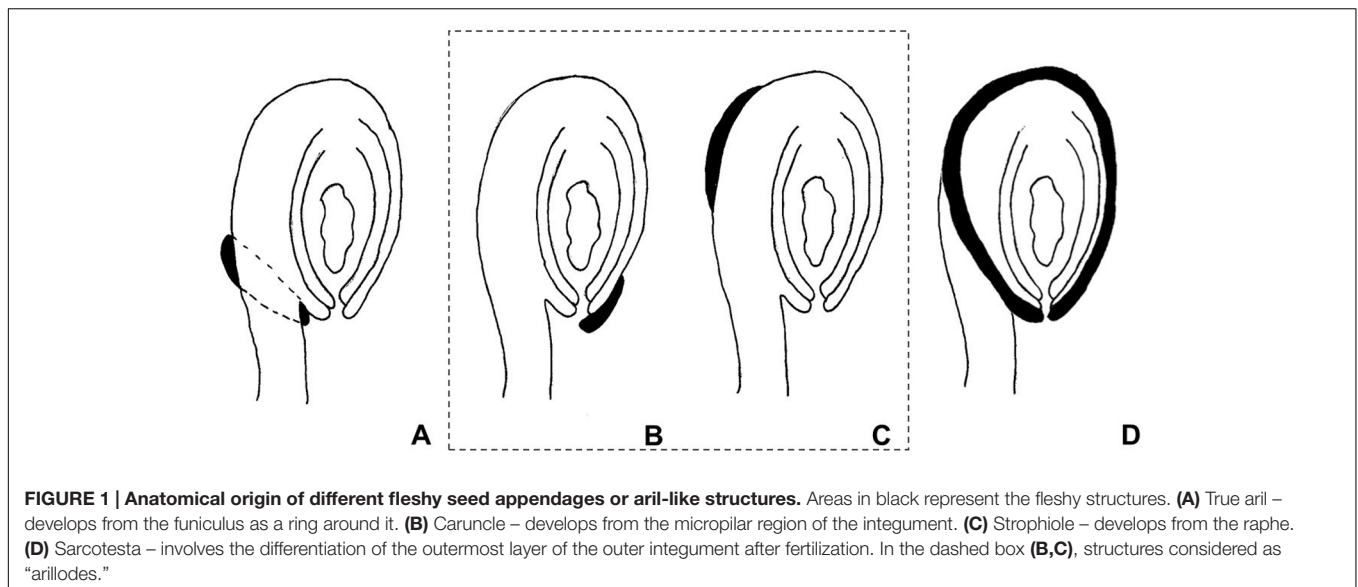 A
B
C
D
FIGURE 1 | Anatomical origin of different fleshy seed appendages or aril-like structures. Areas in black represent the fleshy structures. (A) True aril –
develops from the funiculus as a ring around it. (B) Caruncle – develops from the micropilar region of the integument. (C) Strophiole – develops from the raphe.
(D) Sarcotesta – involves the differentiation of the outermost layer of the outer integument after fertilization. In the dashed box (B,C), structures considered as
“arillodes.”